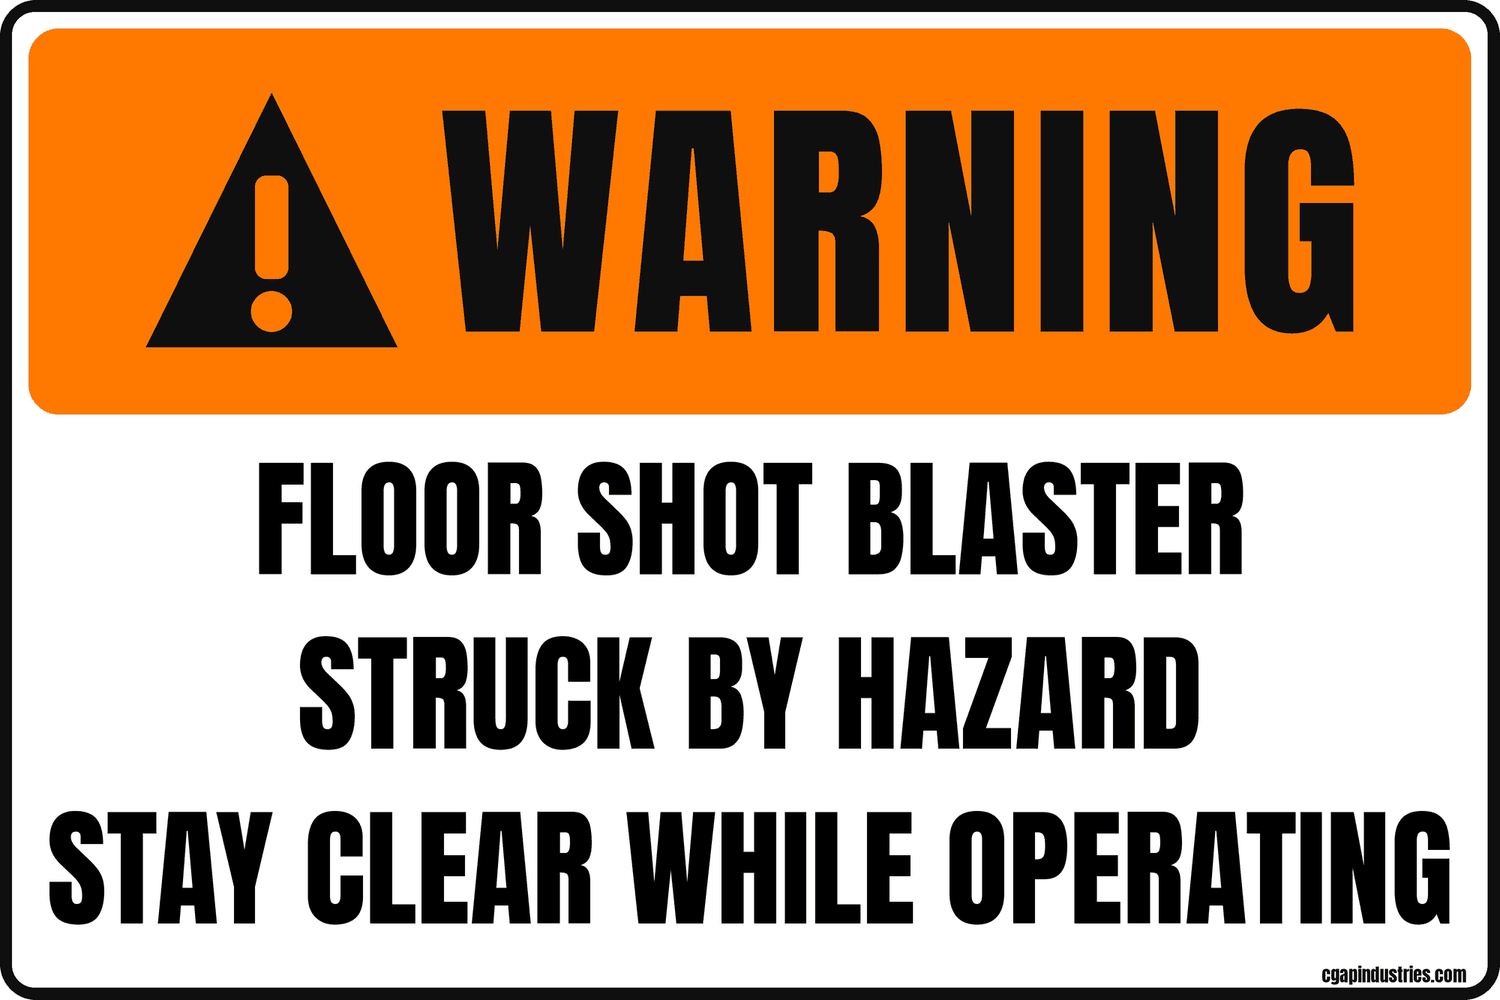 WARNING
FLOOR SHOT BLASTER
STRUCK BY HAZARD
STAY CLEAR WHILE OPERATING
cgapindustries.com